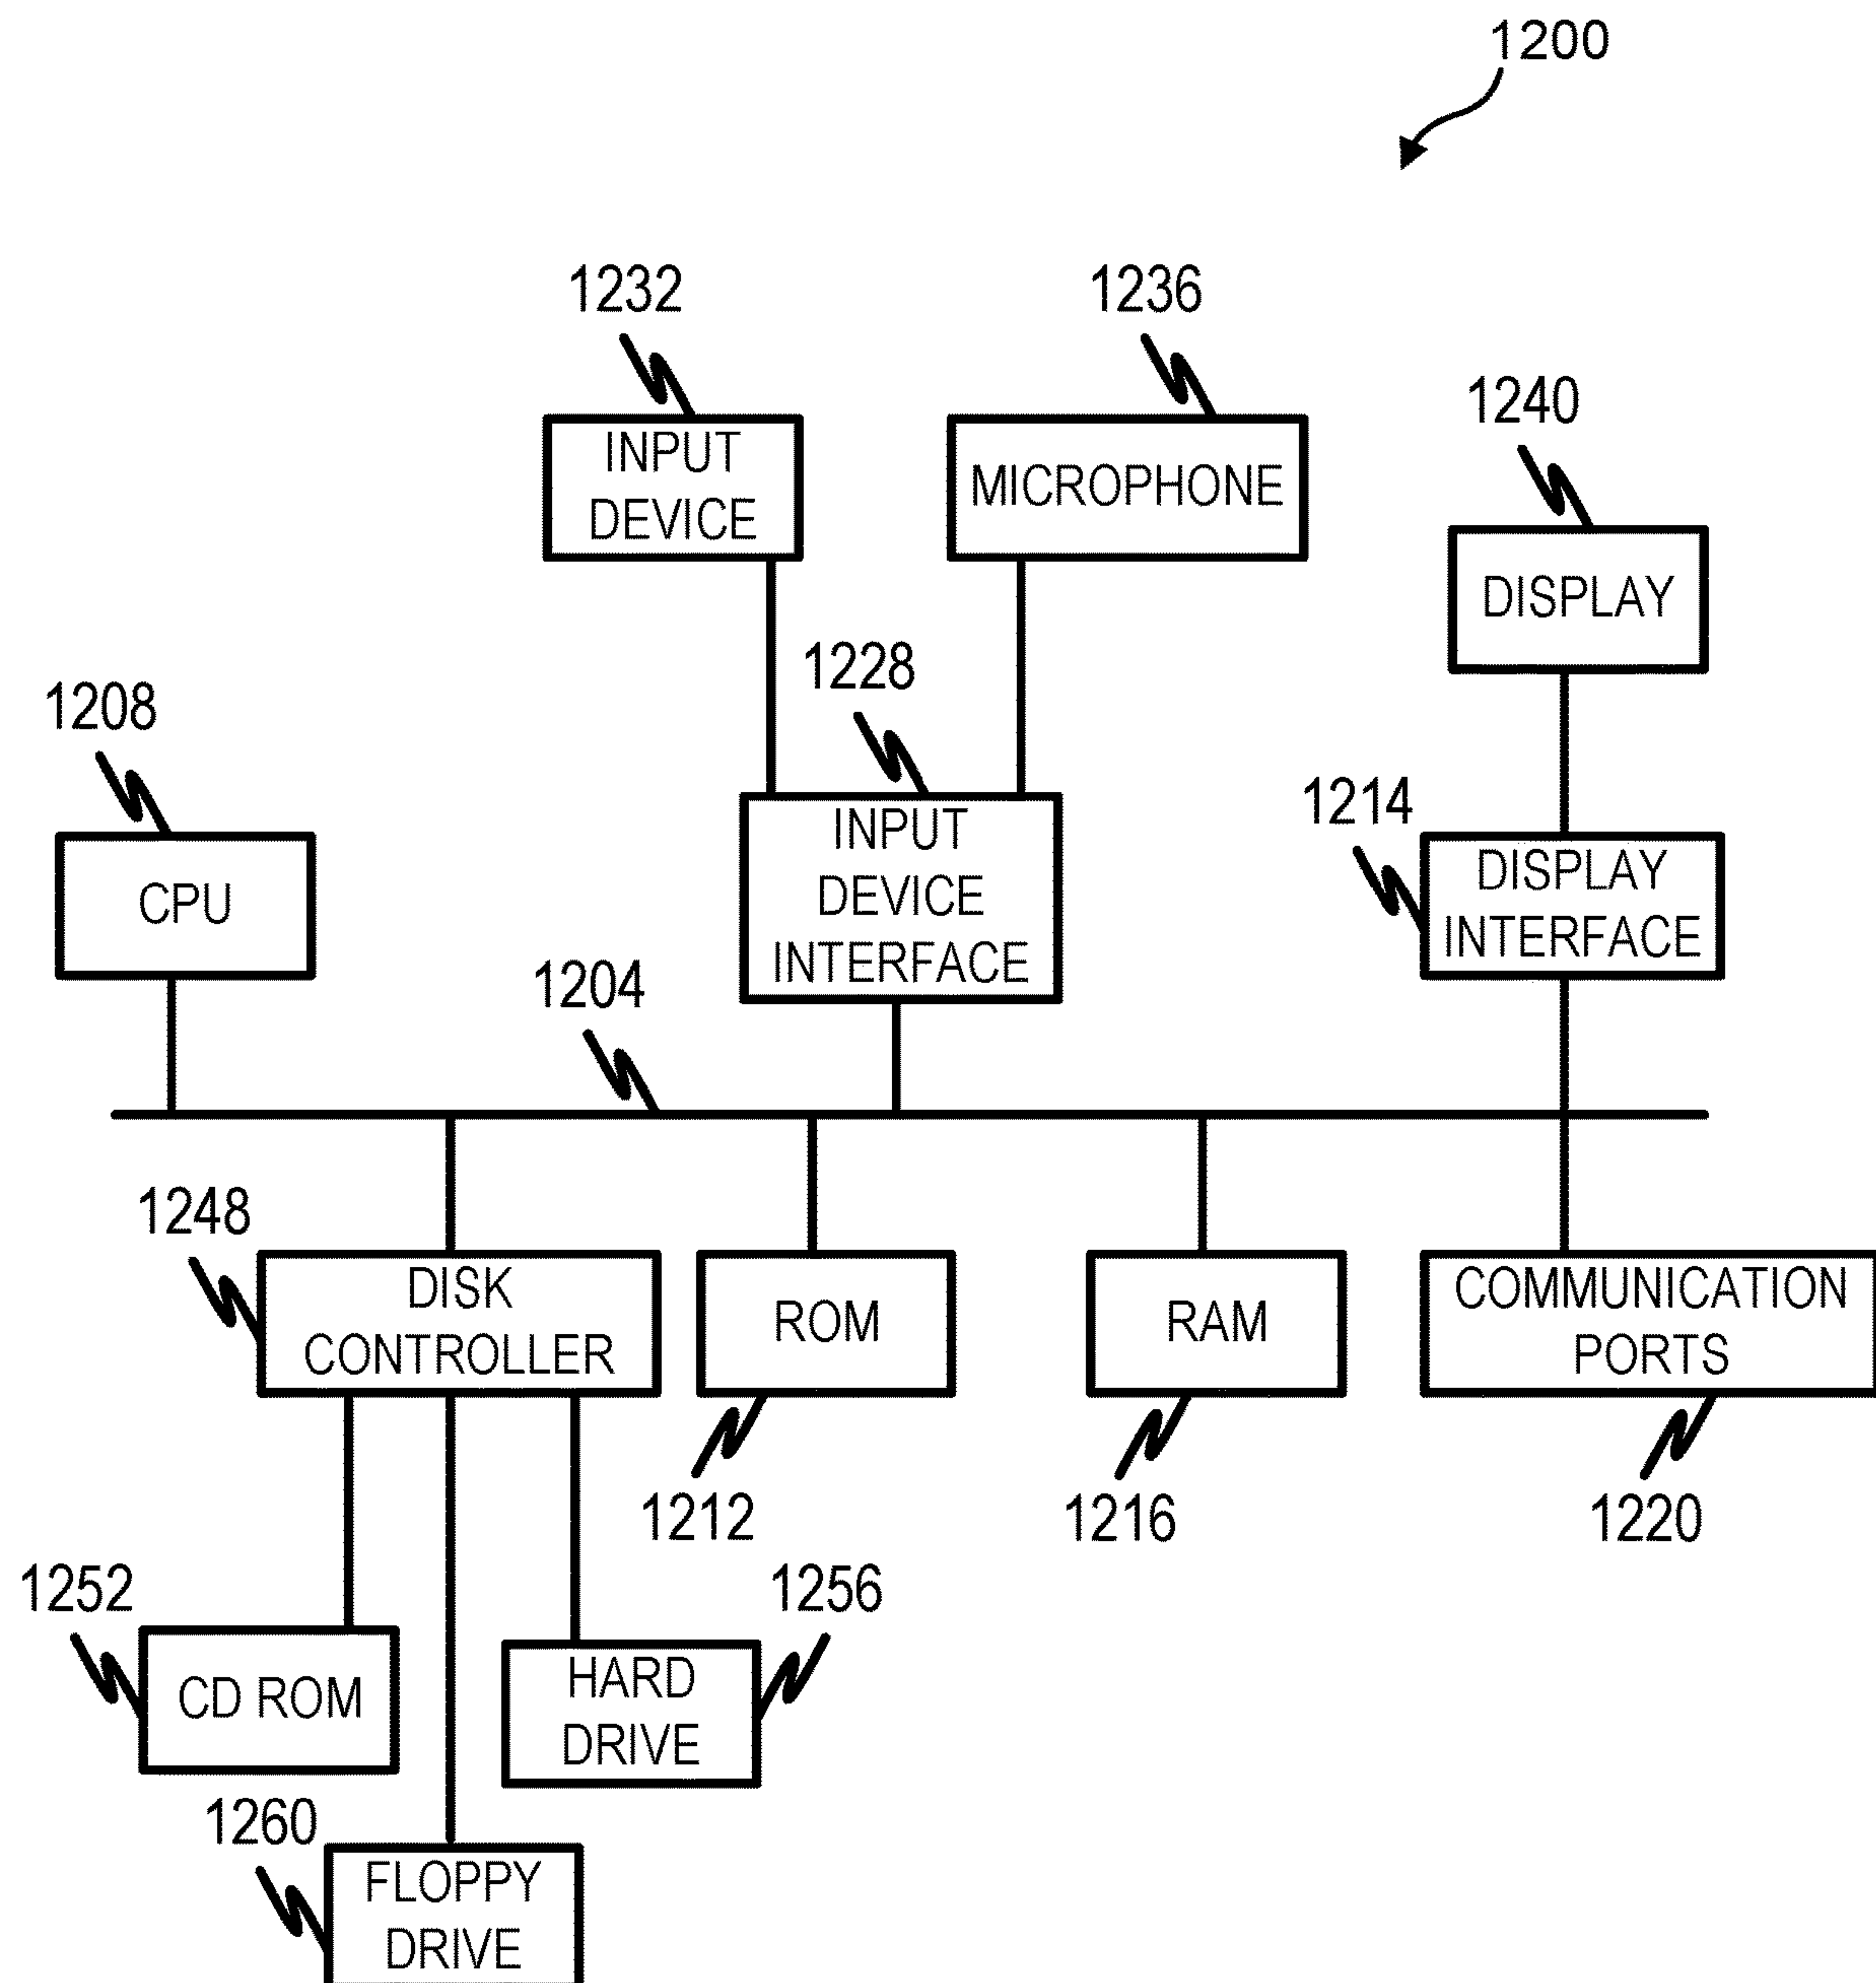 1200
1232
1236
1240
INPUT
DEVICE
MICROPHONE
DISPLAY
1228
1208
1214
INPUT
DEVICE
INTERFACE
CPU
DISPLAY
INTERFACE
1204
1248
DISK
CONTROLLER
ROM
RAM
COMMUNICATION
PORTS
1212
1216
1220
1252
1256
CD ROM
HARD
DRIVE
1260
FLOPPY
DRIVE